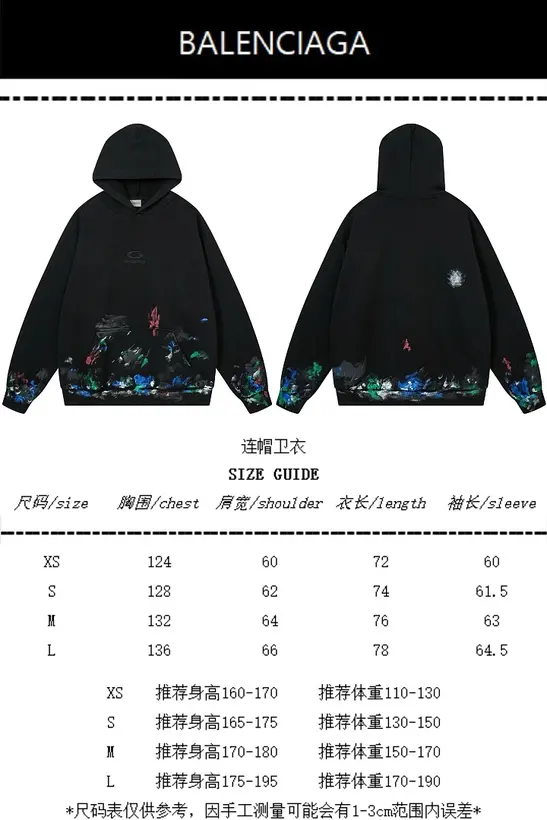 BALENCIAGA
连帽卫衣
SIZE GUIDE
尺码/size 胸围/chest 肩宽/shoulder 衣长/length 袖长/sleeve
XS 124 60 72 60
S 128 62 74 61.5
M 132 64 76 63
L 136 66 78 64.5
XS 推荐身高160-170 推荐体重110-130
S 推荐身高165-175 推荐体重130-150
M 推荐身高170-180 推荐体重150-170
L 推荐身高175-195 推荐体重170-190
*尺码表仅供参考，因手工测量可能会有1-3cm范围内误差*